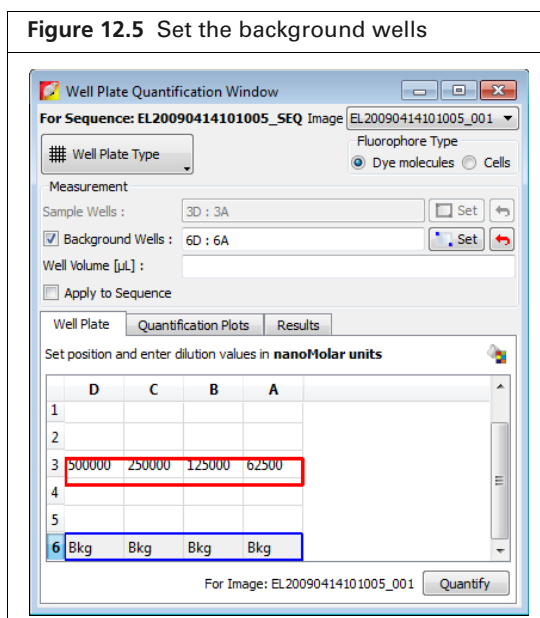 Figure 12.5 Set the background wells
Well Plate Quantification Window
For Sequence: EL20090414101005_SEQ Image EL20090414101005_001
Well Plate Type
Fluorophore Type
Dye molecules Cells
Measurement
Sample Wells : 3D : 3A Set
Background Wells : 6D : 6A Set
Well Volume [µL] :
Apply to Sequence
Well Plate Quantification Plots Results
Set position and enter dilution values in nanoMolar units
D C B A
1
2
3 500000 250000 125000 62500
4
5
6 Bkg Bkg Bkg Bkg
For Image: EL20090414101005_001 Quantify